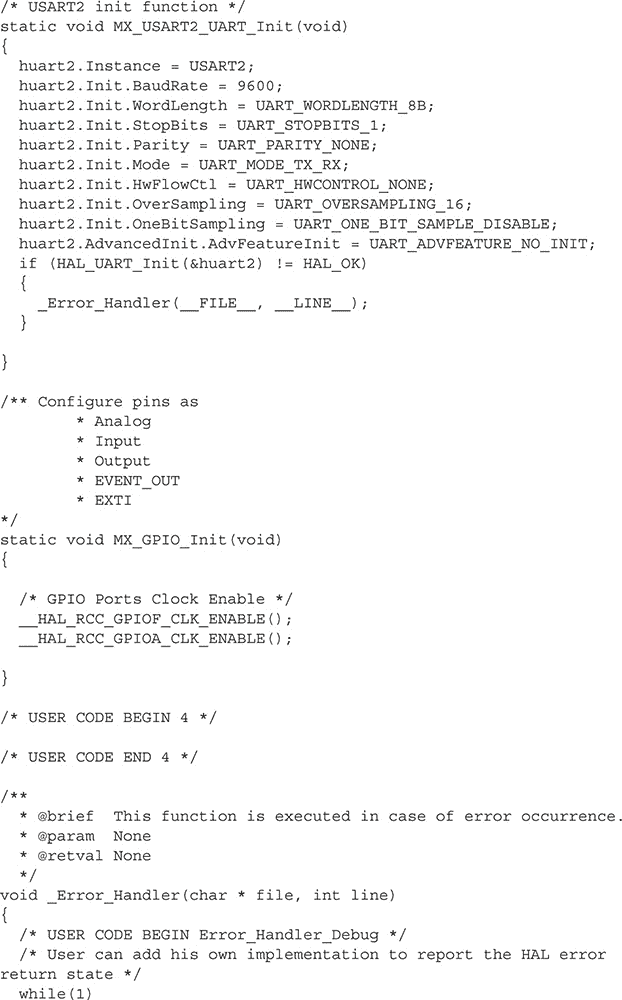 /* USART2 init function */
static void MX_USART2_UART_Init(void)
{
  huart2.Instance = USART2;
  huart2.Init.BaudRate = 9600;
  huart2.Init.WordLength = UART_WORDLENGTH_8B;
  huart2.Init.StopBits = UART_STOPBITS_1;
  huart2.Init.Parity = UART_PARITY_NONE;
  huart2.Init.Mode = UART_MODE_TX_RX;
  huart2.Init.HwFlowCtl = UART_HWCONTROL_NONE;
  huart2.Init.OverSampling = UART_OVERSAMPLING_16;
  huart2.Init.OneBitSampling = UART_ONE_BIT_SAMPLE_DISABLE;
  huart2.AdvancedInit.AdvFeatureInit = UART_ADVFEATURE_NO_INIT;
  if (HAL_UART_Init(&huart2) != HAL_OK)
  {
    _Error_Handler(__FILE__, __LINE__);
  }

}

/** Configure pins as
        * Analog
        * Input
        * Output
        * EVENT_OUT
        * EXTI
*/
static void MX_GPIO_Init(void)
{

  /* GPIO Ports Clock Enable */
  __HAL_RCC_GPIOF_CLK_ENABLE();
  __HAL_RCC_GPIOA_CLK_ENABLE();

}

/* USER CODE BEGIN 4 */

/* USER CODE END 4 */

/**
  * @brief  This function is executed in case of error occurrence.
  * @param  None
  * @retval None
  */
void _Error_Handler(char * file, int line)
{
  /* USER CODE BEGIN Error_Handler_Debug */
  /* User can add his own implementation to report the HAL error
return state */
  while(1)